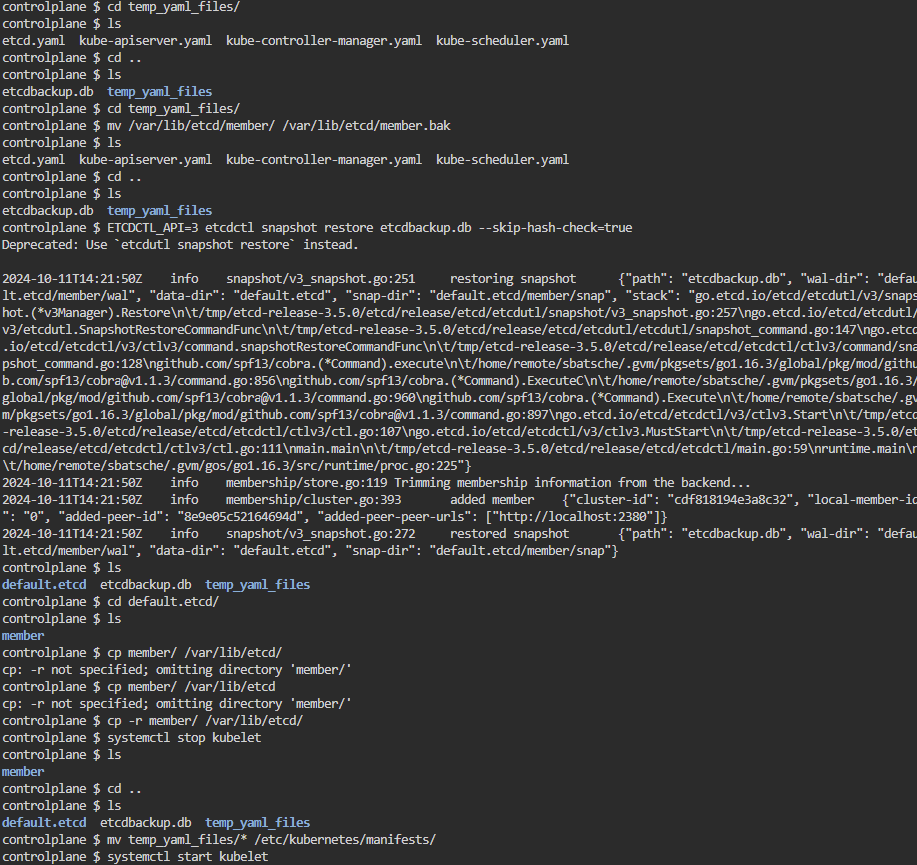 controlplane $ cd temp_yaml_files/
controlplane $ ls
etcd.yaml  kube-apiserver.yaml  kube-controller-manager.yaml  kube-scheduler.yaml
controlplane $ cd ..
controlplane $ ls
etcdbackup.db  temp_yaml_files
controlplane $ cd temp_yaml_files/
controlplane $ mv /var/lib/etcd/member/ /var/lib/etcd/member.bak
controlplane $ ls
etcd.yaml  kube-apiserver.yaml  kube-controller-manager.yaml  kube-scheduler.yaml
controlplane $ cd ..
controlplane $ ls
etcdbackup.db  temp_yaml_files
controlplane $ ETCDCTL_API=3 etcdctl snapshot restore etcdbackup.db --skip-hash-check=true
Deprecated: Use `etcdutl snapshot restore` instead.

2024-10-11T14:21:50Z    info    snapshot/v3_snapshot.go:251     restoring snapshot      {"path": "etcdbackup.db", "wal-dir": "defau
lt.etcd/member/wal", "data-dir": "default.etcd", "snap-dir": "default.etcd/member/snap", "stack": "go.etcd.io/etcd/etcdutl/v3/snaps
hot.(*v3Manager).Restore\n\t/tmp/etcd-release-3.5.0/etcd/release/etcd/etcdutl/snapshot/v3_snapshot.go:257\ngo.etcd.io/etcd/etcdutl/
v3/etcdutl.SnapshotRestoreCommandFunc\n\t/tmp/etcd-release-3.5.0/etcd/release/etcd/etcdutl/etcdutl/snapshot_command.go:147\ngo.etcd
.io/etcd/etcdctl/v3/ctlv3/command.snapshotRestoreCommandFunc\n\t/tmp/etcd-release-3.5.0/etcd/release/etcd/etcdctl/ctlv3/command/sna
pshot_command.go:128\ngithub.com/spf13/cobra.(*Command).execute\n\t/home/remote/sbatsche/.gvm/pkgsets/go1.16.3/global/pkg/mod/githu
b.com/spf13/cobra@v1.1.3/command.go:856\ngithub.com/spf13/cobra.(*Command).ExecuteC\n\t/home/remote/sbatsche/.gvm/pkgsets/go1.16.3/
global/pkg/mod/github.com/spf13/cobra@v1.1.3/command.go:960\ngithub.com/spf13/cobra.(*Command).Execute\n\t/home/remote/sbatsche/.gv
m/pkgsets/go1.16.3/global/pkg/mod/github.com/spf13/cobra@v1.1.3/command.go:897\ngo.etcd.io/etcd/etcdctl/v3/ctlv3.Start\n\t/tmp/etcd
-release-3.5.0/etcd/release/etcd/etcdctl/ctlv3/ctl.go:107\ngo.etcd.io/etcd/etcdctl/v3/ctlv3.MustStart\n\t/tmp/etcd-release-3.5.0/et
cd/release/etcd/etcdctl/ctlv3/ctl.go:111\nmain.main\n\t/tmp/etcd-release-3.5.0/etcd/release/etcd/etcdctl/main.go:59\nruntime.main\n
\t/home/remote/sbatsche/.gvm/gos/go1.16.3/src/runtime/proc.go:225"}
2024-10-11T14:21:50Z    info    membership/store.go:119 Trimming membership information from the backend...
2024-10-11T14:21:50Z    info    membership/cluster.go:393       added member    {"cluster-id": "cdf818194e3a8c32", "local-member-id
": "0", "added-peer-id": "8e9e05c52164694d", "added-peer-peer-urls": ["http://localhost:2380"]}
2024-10-11T14:21:50Z    info    snapshot/v3_snapshot.go:272     restored snapshot       {"path": "etcdbackup.db", "wal-dir": "defau
lt.etcd/member/wal", "data-dir": "default.etcd", "snap-dir": "default.etcd/member/snap"}
controlplane $ ls
default.etcd  etcdbackup.db  temp_yaml_files
controlplane $ cd default.etcd/
controlplane $ ls
member
controlplane $ cp member/ /var/lib/etcd/
cp: -r not specified; omitting directory 'member/'
controlplane $ cp member/ /var/lib/etcd
cp: -r not specified; omitting directory 'member/'
controlplane $ cp -r member/ /var/lib/etcd/
controlplane $ systemctl stop kubelet
controlplane $ ls
member
controlplane $ cd ..
controlplane $ ls
default.etcd  etcdbackup.db  temp_yaml_files
controlplane $ mv temp_yaml_files/* /etc/kubernetes/manifests/
controlplane $ systemctl start kubelet